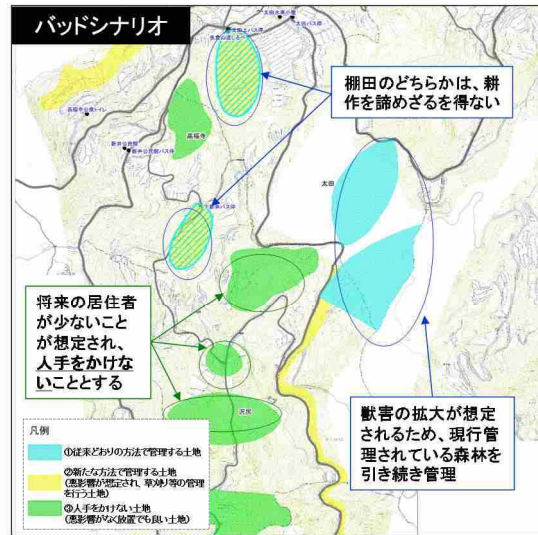 バッドシナリオ
棚田のどちらかは、耕
作を諦めざるを得ない
高福寺
太田
将来の居住者
が少ないこと
が想定され、
人手をかけな
いこととする
沢尻
獣害の拡大が想定
されるため、現行管
理されている森林を
引き続き管理
凡例
①従来どおりの方法で管理する土地
②新たな方法で管理する土地
(悪影響が想定され、草刈り等の管理
を行う土地)
③人手をかけない土地
(悪影響がなく放置でも良い土地)